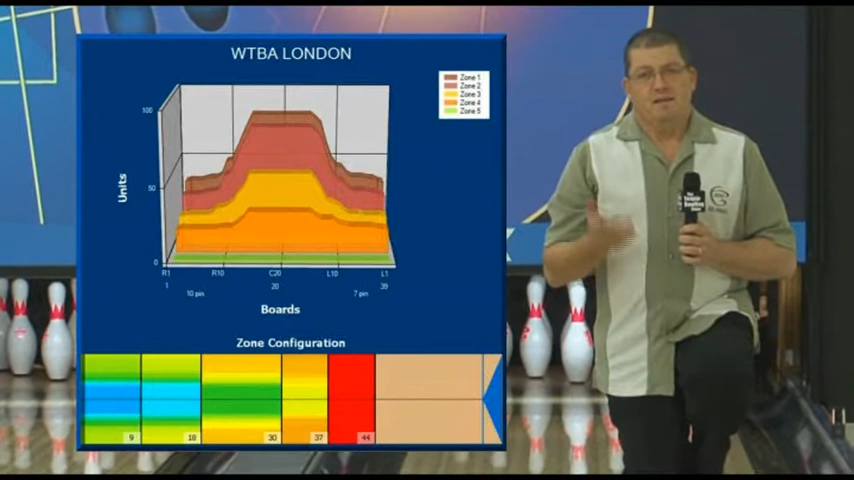 WTBA LONDON
Zone 1
Zone 2
Zone 3
Zone 4
Zone 5
100
50
0
Units
R1
R10
C20
L10
L1
1
10 pin
20
7 pin
39
Boards
Zone Configuration
9
18
30
37
44